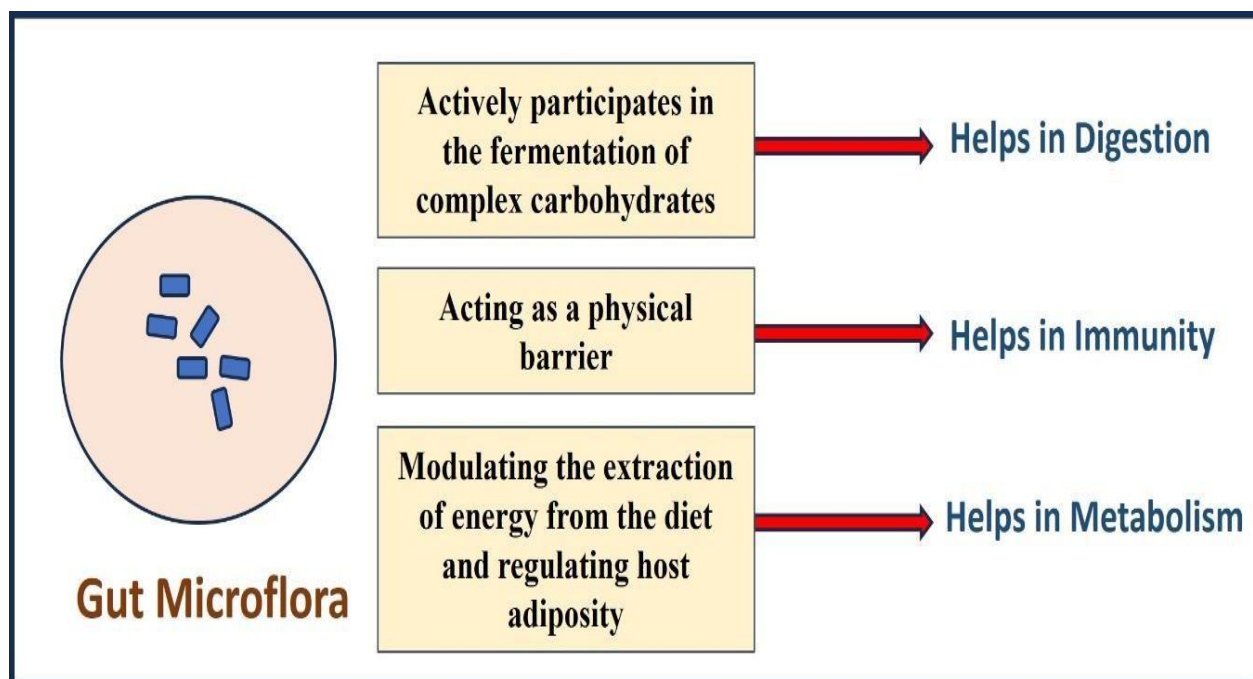 Actively participates in
the fermentation of
complex carbohydrates
Helps in Digestion
Acting as a physical
barrier
Helps in Immunity
Modulating the extraction
of energy from the diet
and regulating host
adiposity
Helps in Metabolism
Gut Microflora